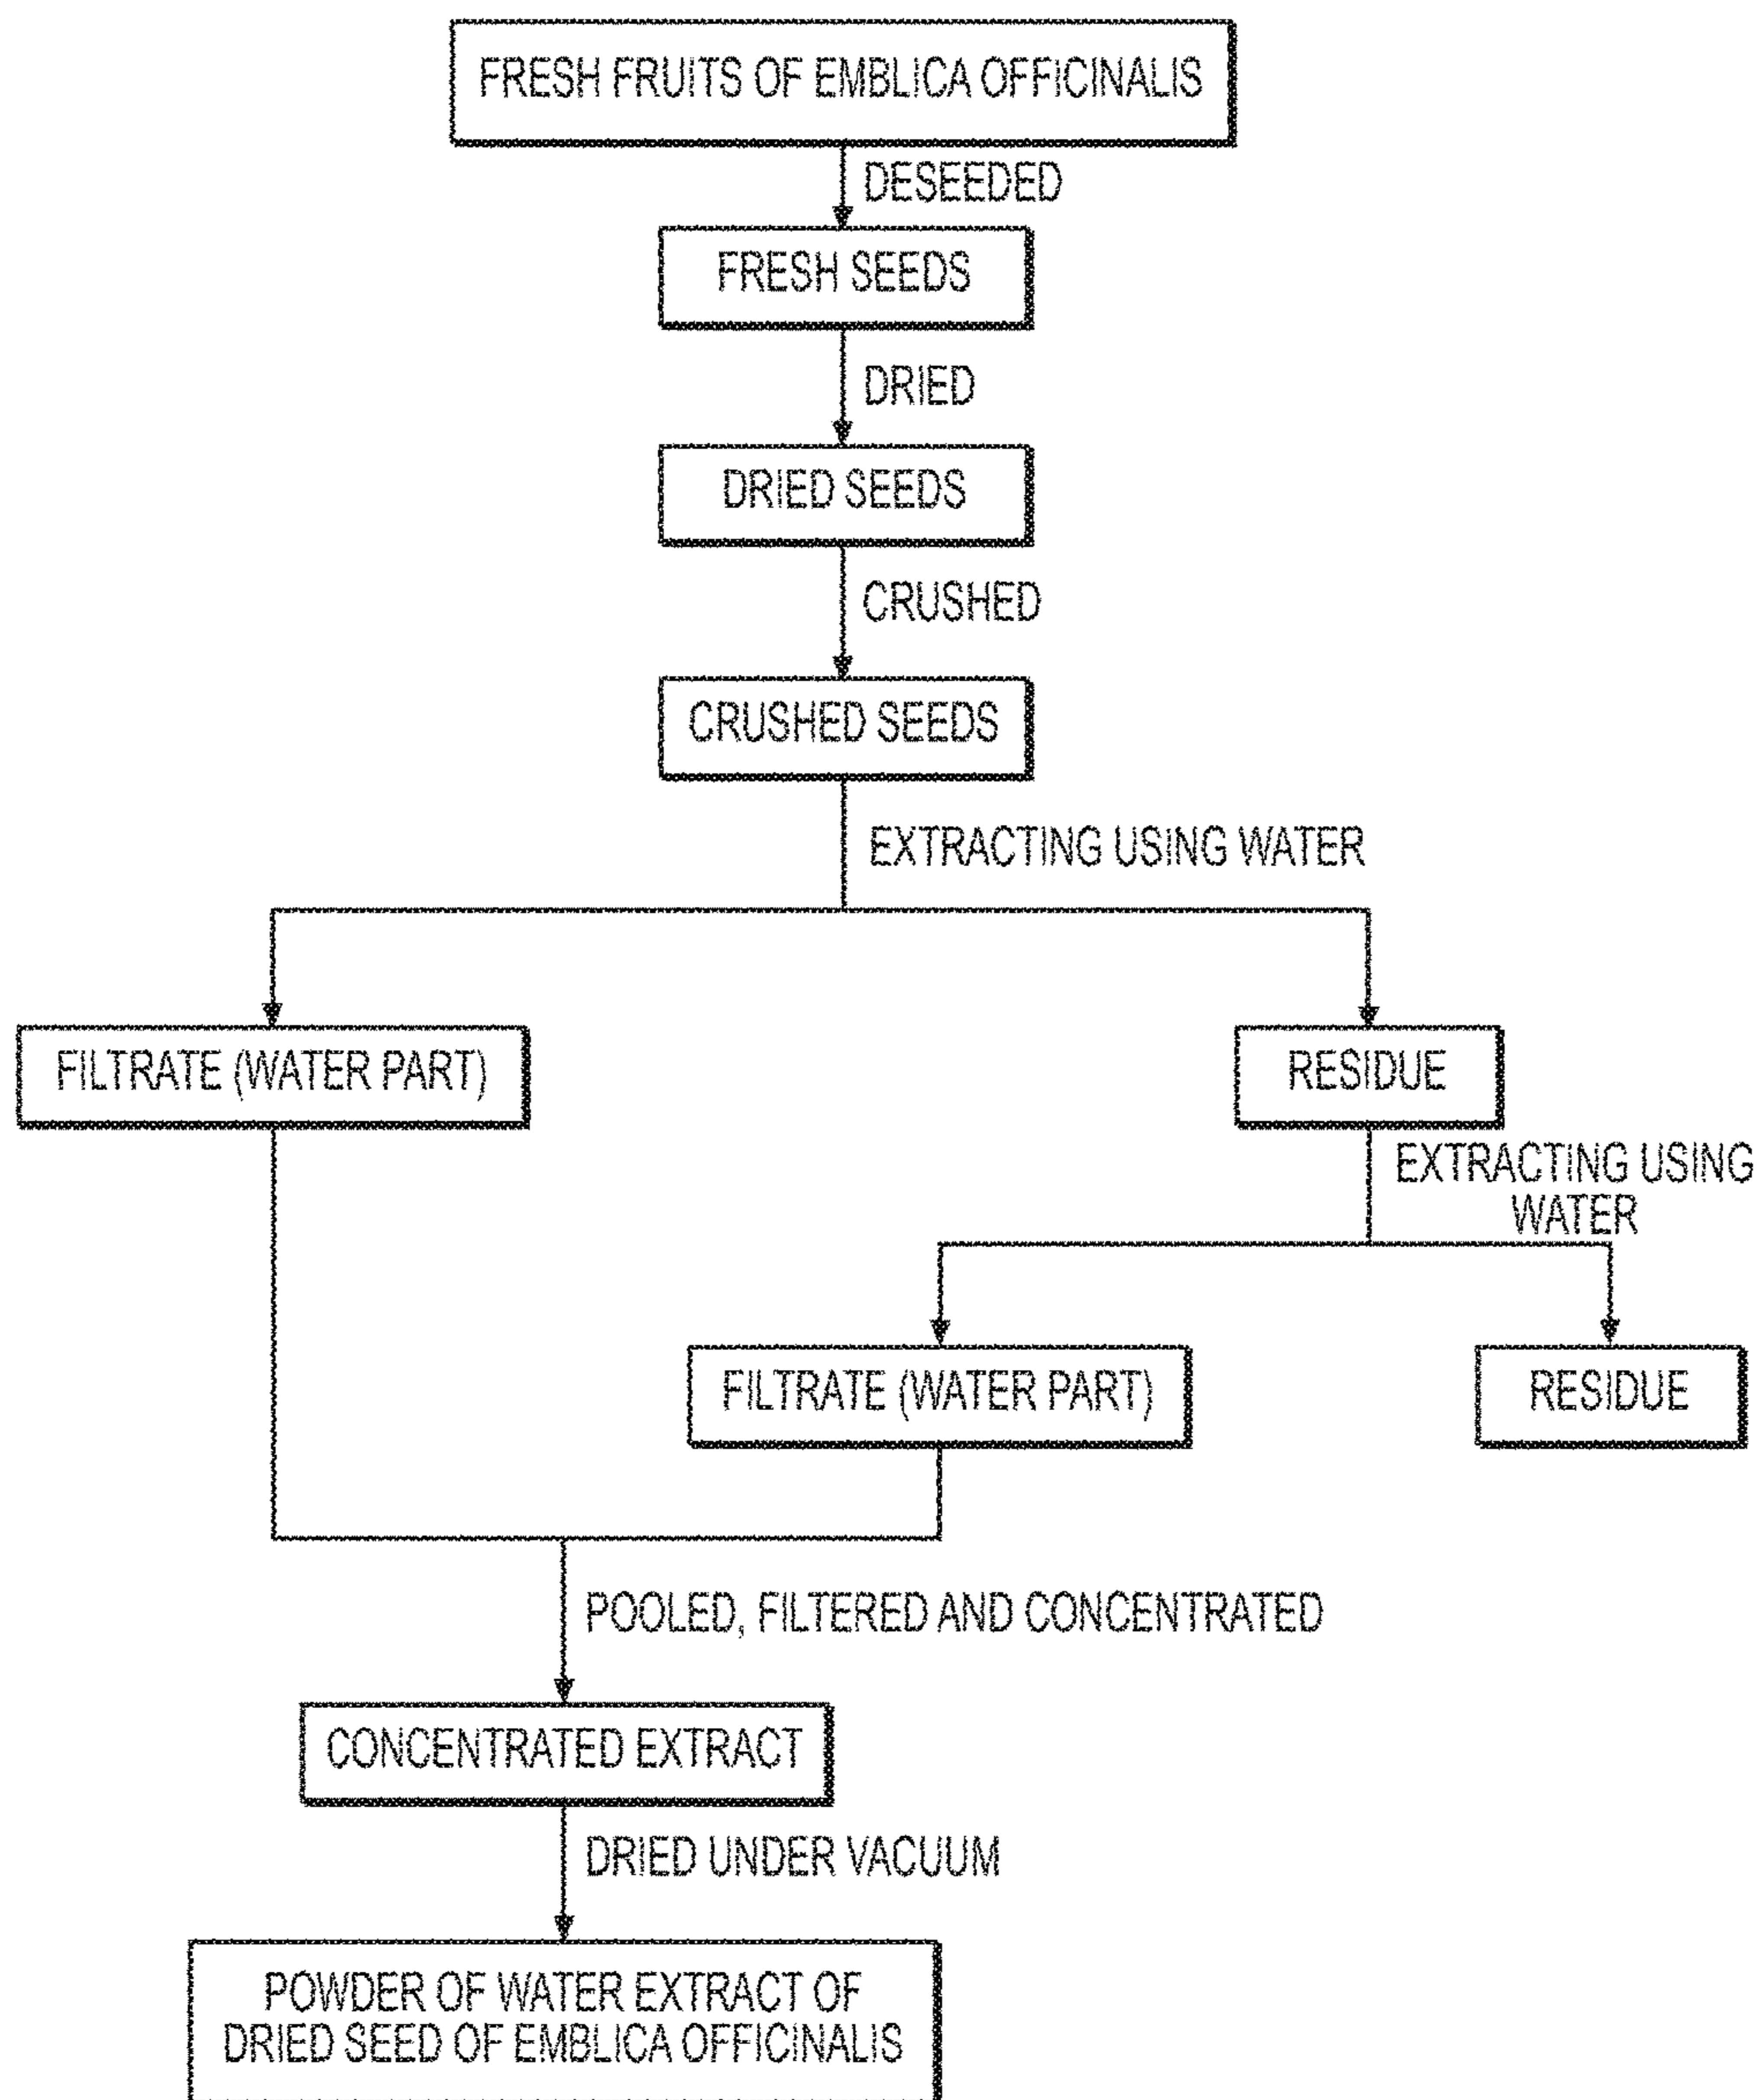 FRESH FRUITS OF EMBLICA OFFICINALIS
DESEEDED
FRESH SEEDS
DRIED
DRIED SEEDS
CRUSHED
CRUSHED SEEDS
EXTRACTING USING WATER
FILTRATE (WATER PART)
RESIDUE
EXTRACTING USING
WATER
FILTRATE (WATER PART)
RESIDUE
POOLED, FILTERED AND CONCENTRATED
CONCENTRATED EXTRACT
DRIED UNDER VACUUM
POWDER OF WATER EXTRACT OF
DRIED SEED OF EMBLICA OFFICINALIS